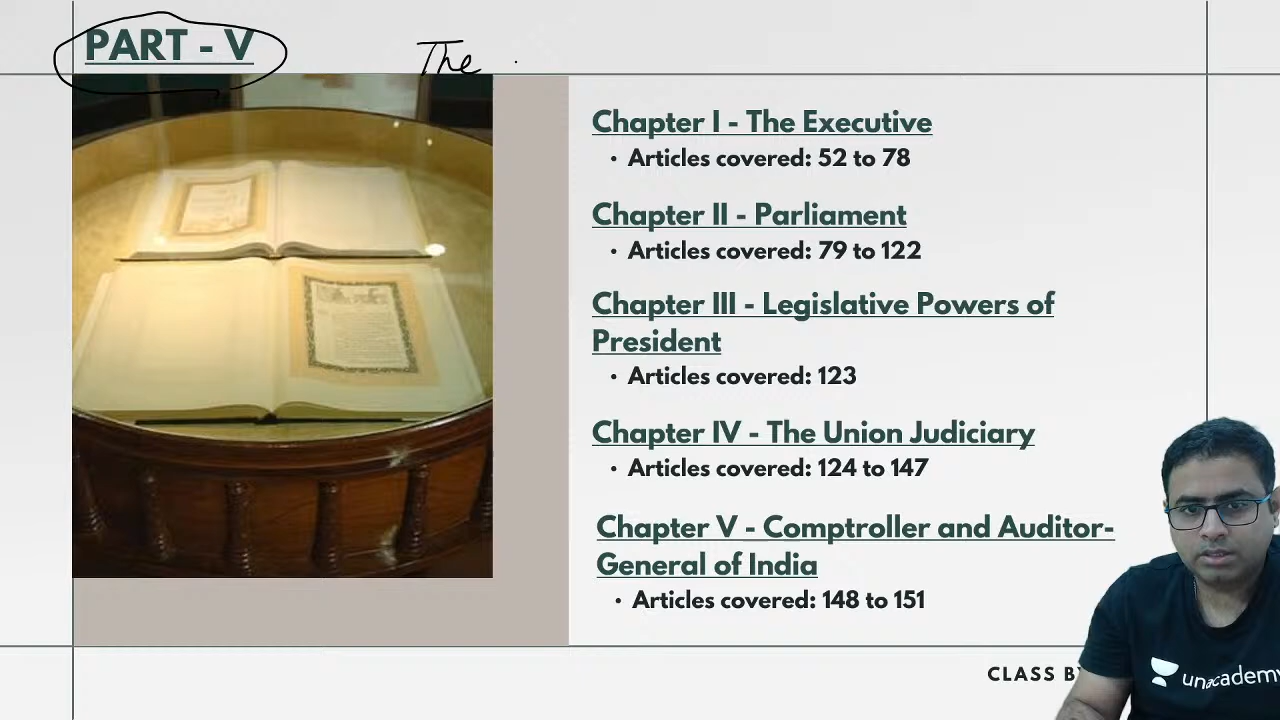 PART - V
The
Chapter I - The Executive
• Articles covered: 52 to 78
Chapter II - Parliament
• Articles covered: 79 to 122
Chapter III - Legislative Powers of
President
• Articles covered: 123
Chapter IV - The Union Judiciary
• Articles covered: 124 to 147
Chapter V - Comptroller and Auditor-
General of India
• Articles covered: 148 to 151
CLASS BY
unacademy